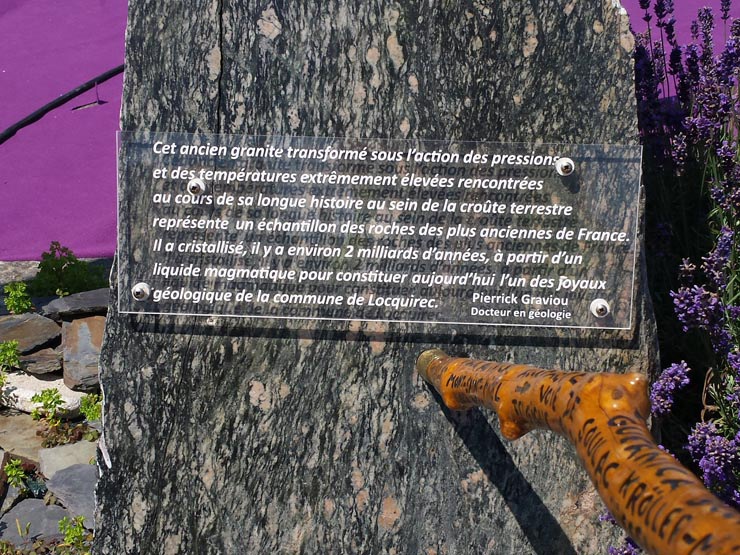 Cet ancien granite transformé sous l'action des pressions
et des températures extrêmement élevées rencontrées
au cours de sa longue histoire au sein de la croûte terrestre
représente un échantillon des roches des plus anciennes de France.
Il a cristallisé, il y a environ 2 milliards d'années, à partir d'un
liquide magmatique pour constituer aujourd'hui l'un des joyaux
géologique de la commune de Locquirec.
Pierrick Graviou
Docteur en géologie
SOULAC KRÖLLER